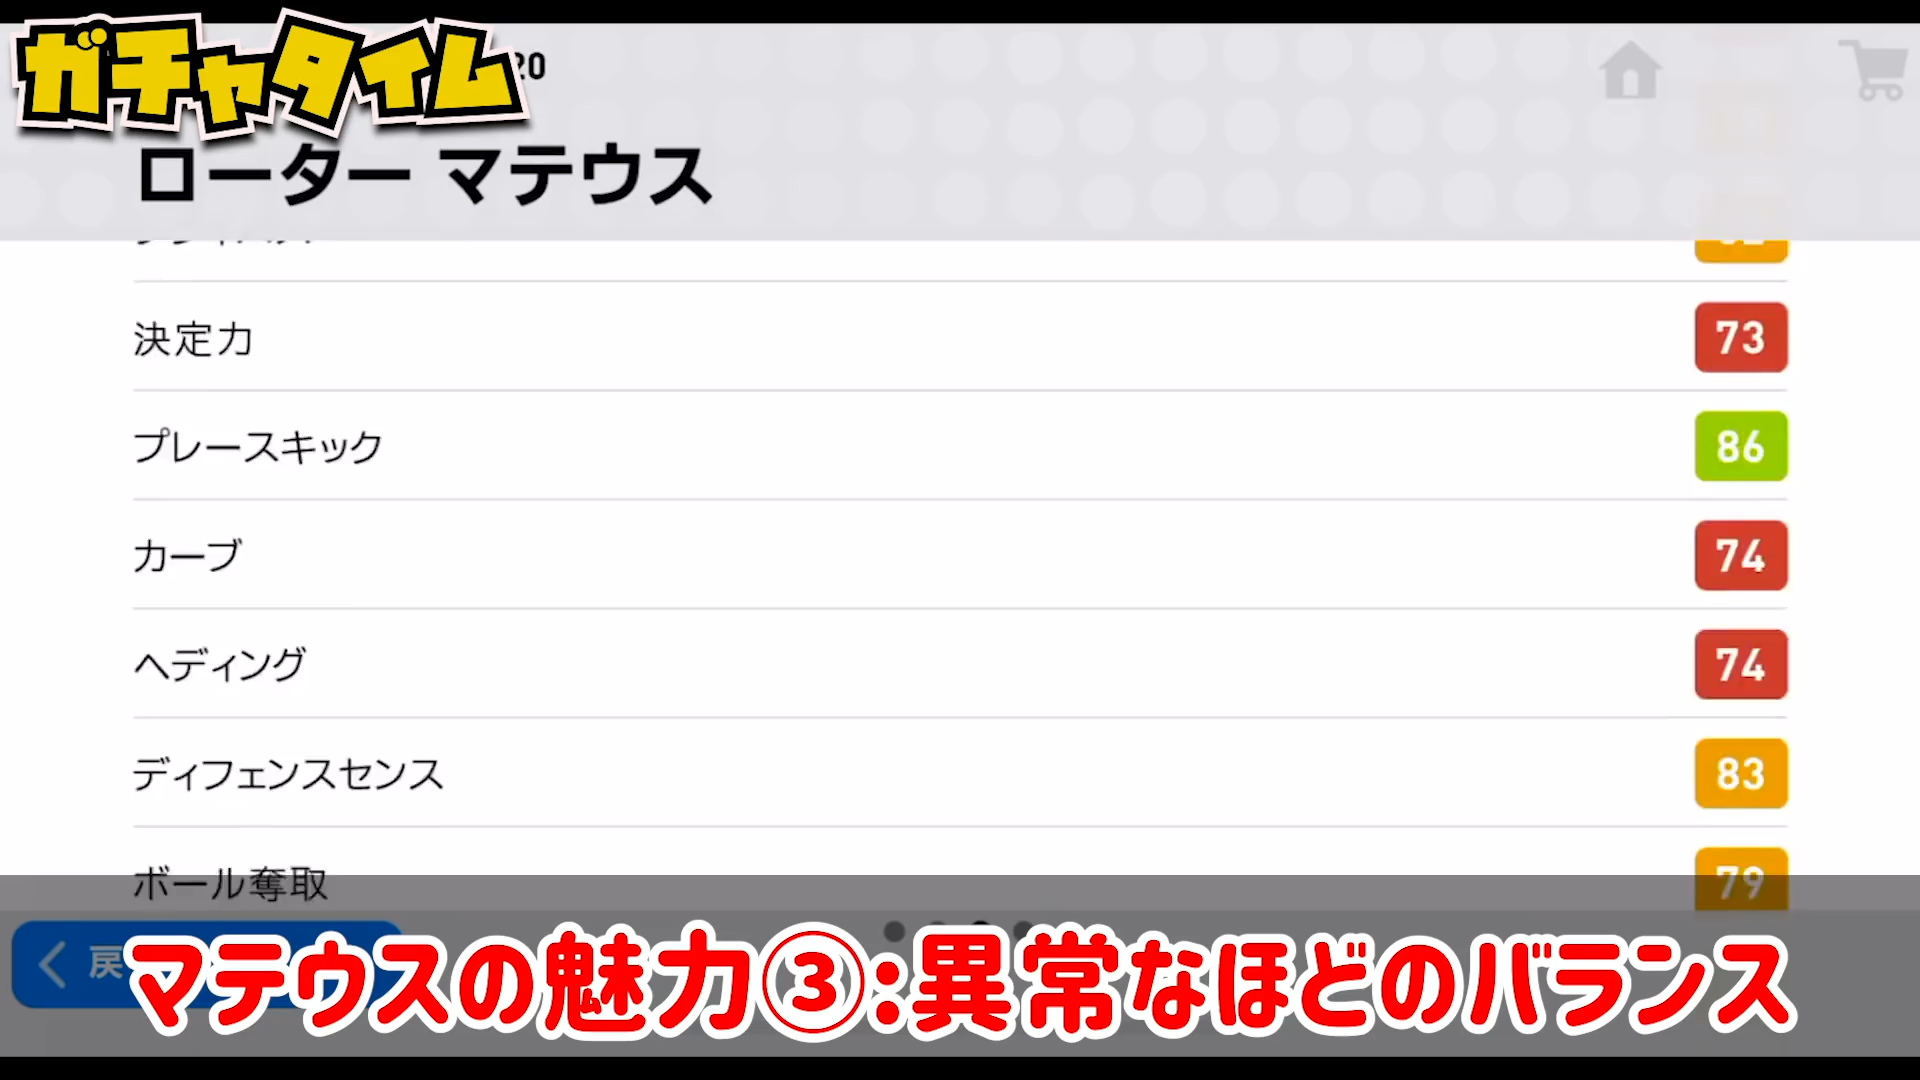 ガチャタイム
20
ローター マテウス
決定力
73
プレースキック
86
カーブ
74
ヘディング
74
ディフェンスセンス
83
ボール奪取
79
戻
マテウスの魅力③:異常なほどのバランス